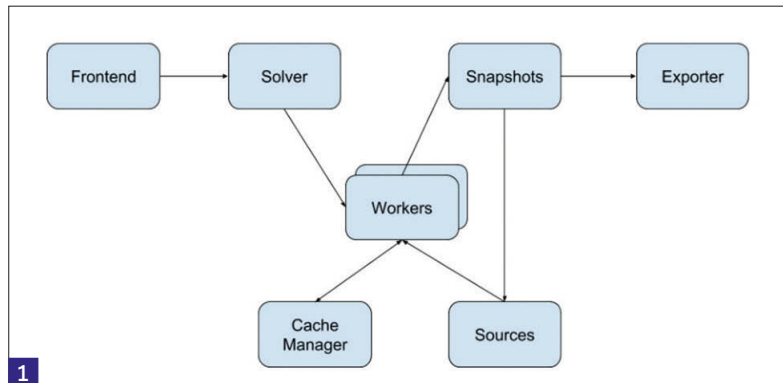 Frontend
Solver
Snapshots
Exporter
Workers
Cache
Manager
Sources
1